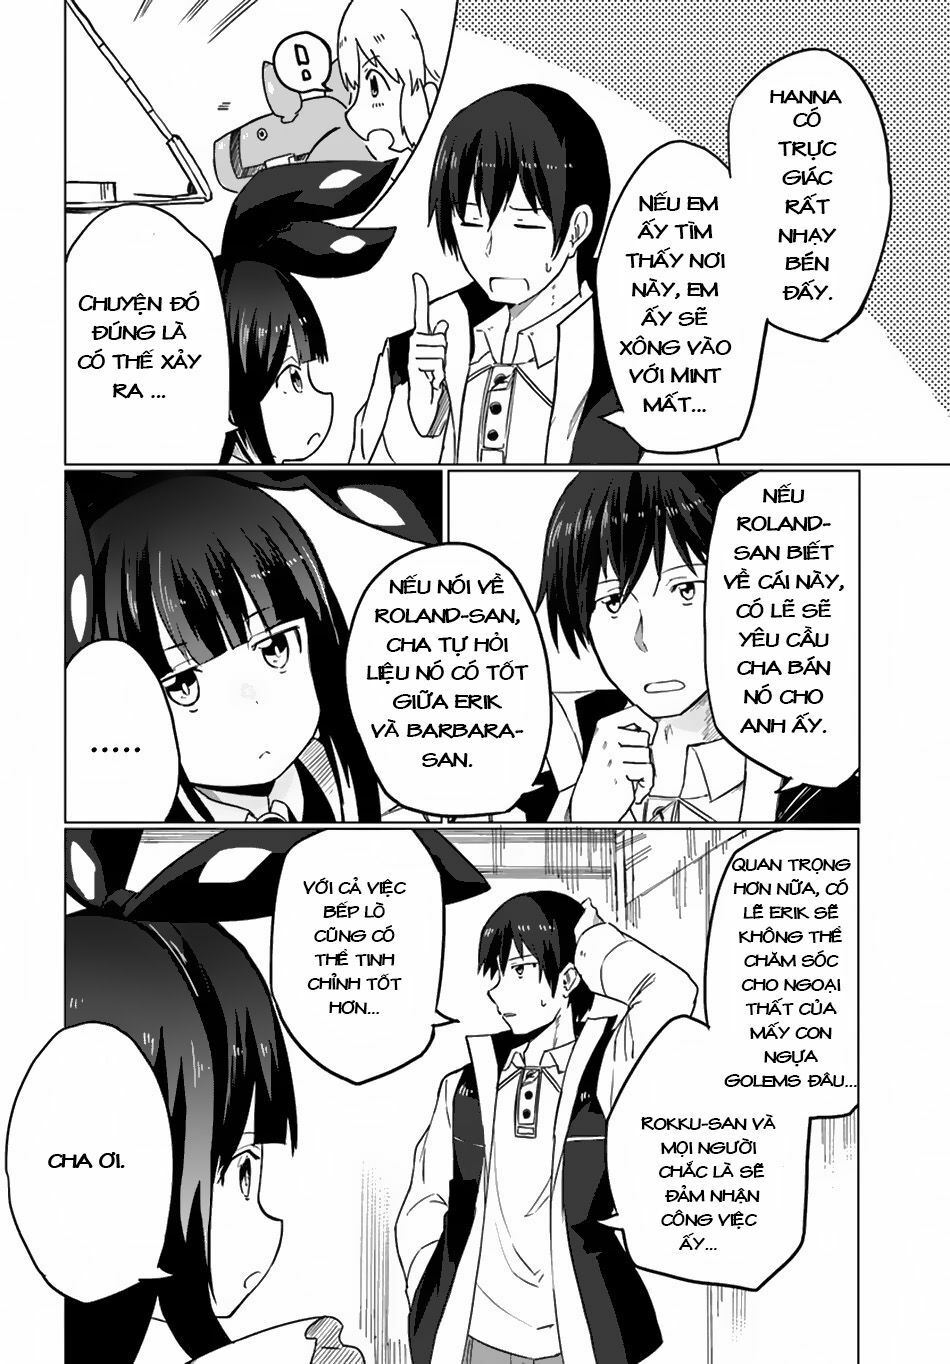 HANNA
CÓ
TRỰC
GIÁC
RẤT
NHẠY
BÉN
ĐẤY.
NẾU EM
ẤY TÌM
THẤY NƠI
NÀY, EM
ẤY SẼ
XÔNG VÀO
VỚI MINT
MẤT...
!
CHUYỆN ĐÓ
ĐÚNG LÀ
CÓ THẾ XẢY
RA ...
NẾU
ROLAND-
SAN BIẾT
VỀ CÁI NÀY,
CÓ LẼ SẼ
YÊU CẦU
CHA BÁN
NÓ CHO
ANH ẤY.
NẾU NÓI VỀ
ROLAND-SAN,
CHA TỰ HỎI
LIỆU NÓ CÓ TỐT
GIỮA ERIK
VÀ BARBARA-
SAN.
.....
QUAN TRỌNG
HƠN NỮA, CÓ
LẼ ERIK SẼ
KHÔNG THỂ
CHĂM SÓC
CHO NGOẠI
THẤT CỦA
MẤY CON
NGỰA
GOLEMS ĐÂU...
ROKKU-SAN VÀ
MỌI NGƯỜI
CHẮC LÀ SẼ
ĐẢM NHẬN
CÔNG VIỆC
ẤY...
VỚI CẢ VIỆC
BẾP LÒ
CŨNG CÓ
THỂ TINH
CHỈNH TỐT
HƠN...
CHA ƠI.